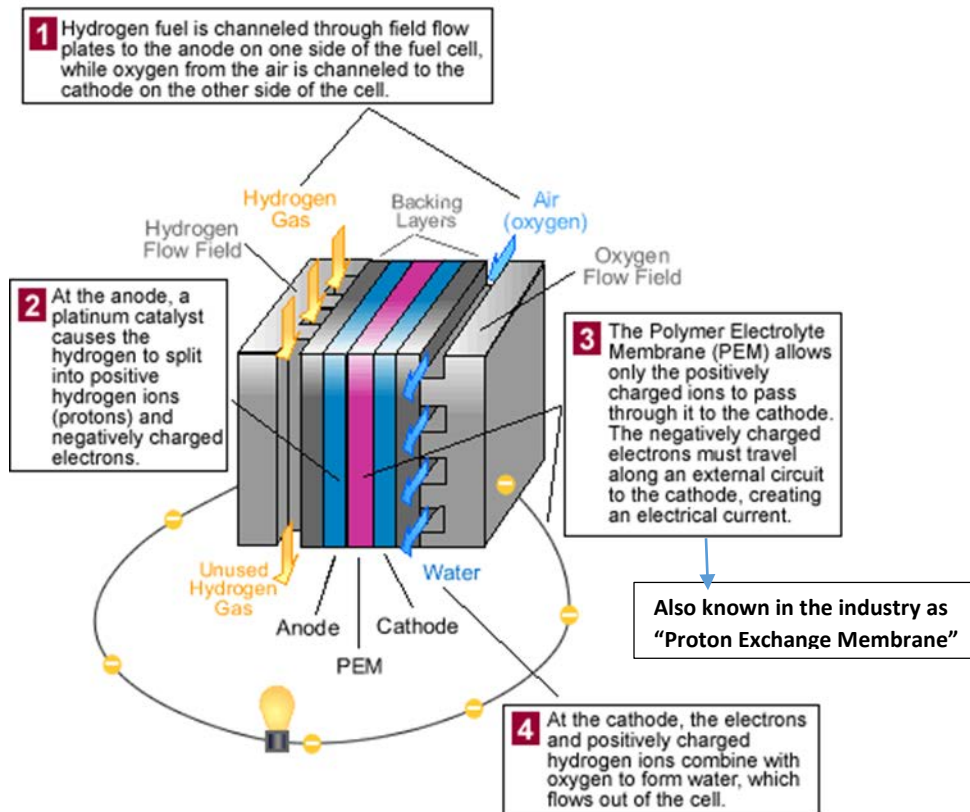 1 Hydrogen fuel is channeled through field flow
plates to the anode on one side of the fuel cell,
while oxygen from the air is channeled to the
cathode on the other side of the cell.
Hydrogen
Gas
Backing
Layers
Air
(oxygen)
Hydrogen
Flow Field
Oxygen
Flow Field
2 At the anode, a
platinum catalyst
causes the
hydrogen to split
into positive
hydrogen ions
(protons) and
negatively charged
electrons.
3 The Polymer Electrolyte
Membrane (PEM) allows
only the positively
charged ions to pass
through it to the cathode.
The negatively charged
electrons must travel
along an external circuit
to the cathode, creating
an electrical current.
Unused
Hydrogen
Gas
Water
Anode
Cathode
PEM
Also known in the industry as
“Proton Exchange Membrane”
4 At the cathode, the electrons
and positively charged
hydrogen ions combine with
oxygen to form water, which
flows out of the cell.